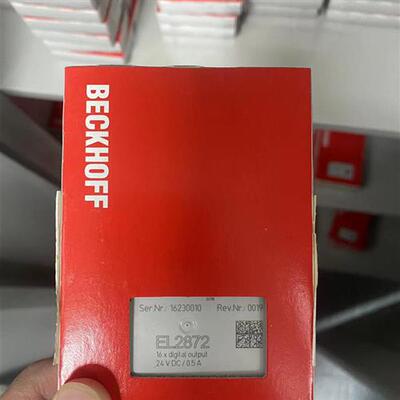 BECKHOFF
Ser.Nr.: 16230010 Rev.Nr.: 0019
EL2872
16 x digital output
24 V DC / 0.5 A